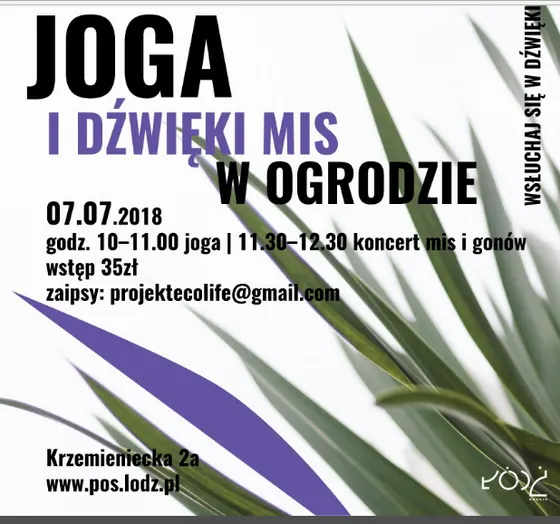 JOGA
I DŹWIĘKI MIS
W OGRODZIE
07.07.2018
godz. 10–11.00 joga | 11.30–12.30 koncert mis i gonów
wstęp 35zł
zaipsy: projektecolife@gmail.com
Krzemieniecka 2a
www.pos.lodz.pl
WSŁUCHAJ SIĘ W DŹWIĘKI